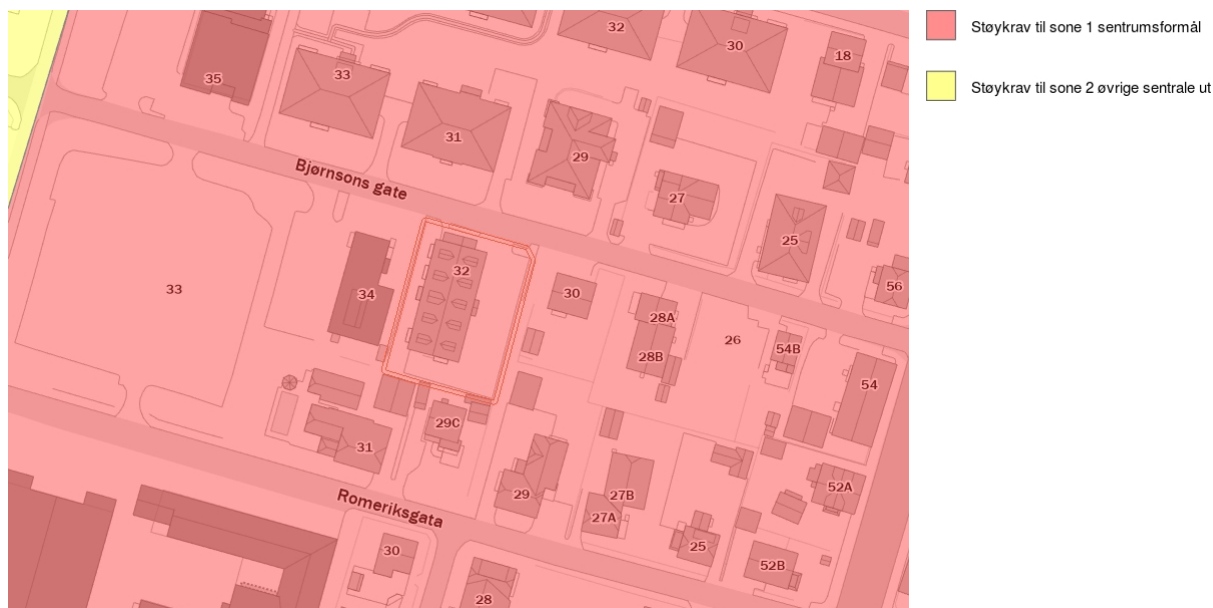 Støykrav til sone 1 sentrumsformål
Støykrav til sone 2 øvrige sentrale ut
32
30
18
35
33
31
29
Bjørnsons gate
27
25
56
32
33
34
30
28A
28B
26
54B
54
29C
31
29
27B
27A
52A
Romeriksgata
25
52B
30
28